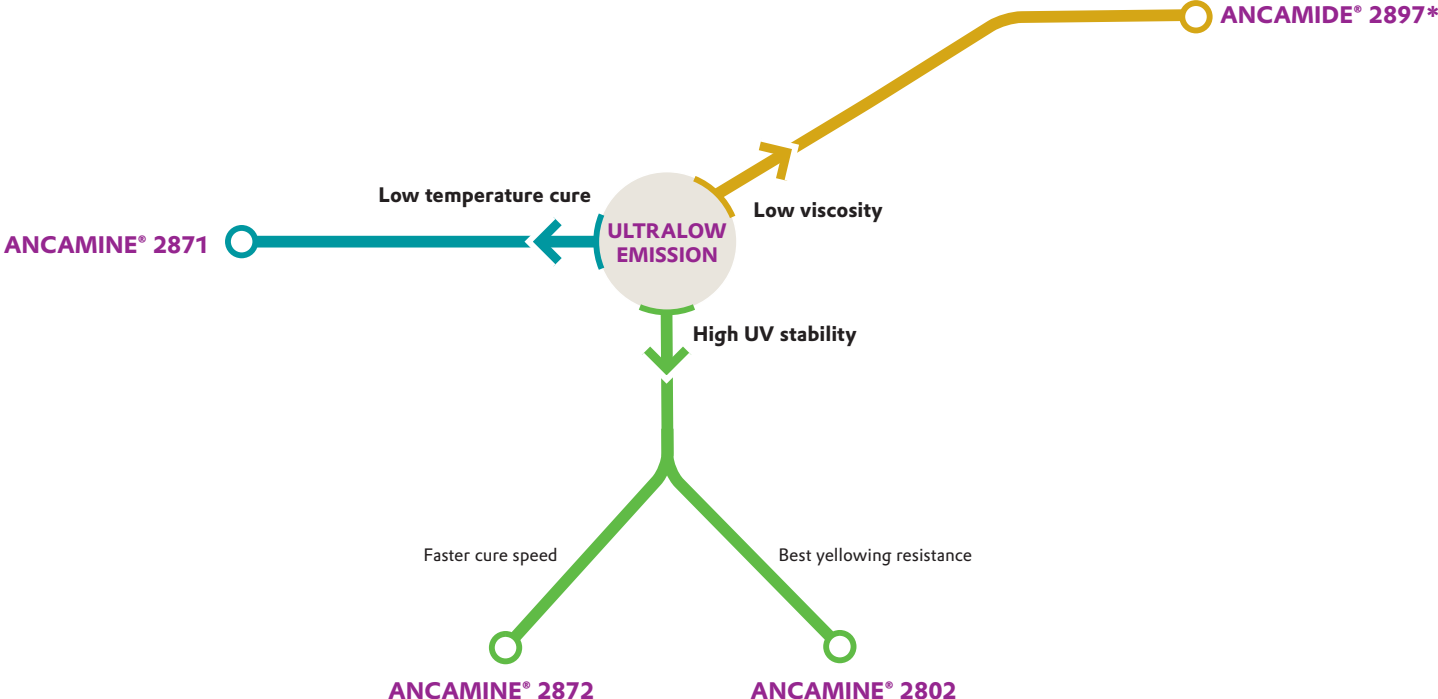 ANCAMIDE® 2897*
Low temperature cure
Low viscosity
ULTRALOW
EMISSION
ANCAMINE® 2871
High UV stability
Faster cure speed
Best yellowing resistance
ANCAMINE® 2872
ANCAMINE® 2802